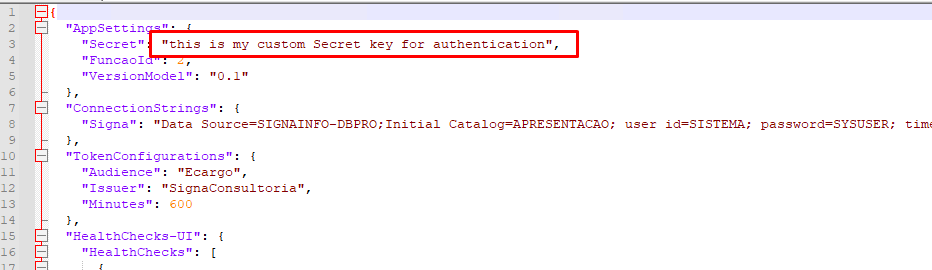 1 {
2 "AppSettings": {
3 "Secret": "this is my custom Secret key for authentication",
4 "FuncaoId": 2,
5 "VersionModel": "0.1"
6 },
7 "ConnectionStrings": {
8 "Signa": "Data Source=SIGNAINFO-DBPRO;Initial Catalog=APRESENTACAO; user id=SISTEMA; password=SYSUSER; time
9 },
10 "TokenConfigurations": {
11 "Audience": "Ecargo",
12 "Issuer": "SignaConsultoria",
13 "Minutes": 600
14 },
15 "HealthChecks-UI": {
16 "HealthChecks": [
17 {